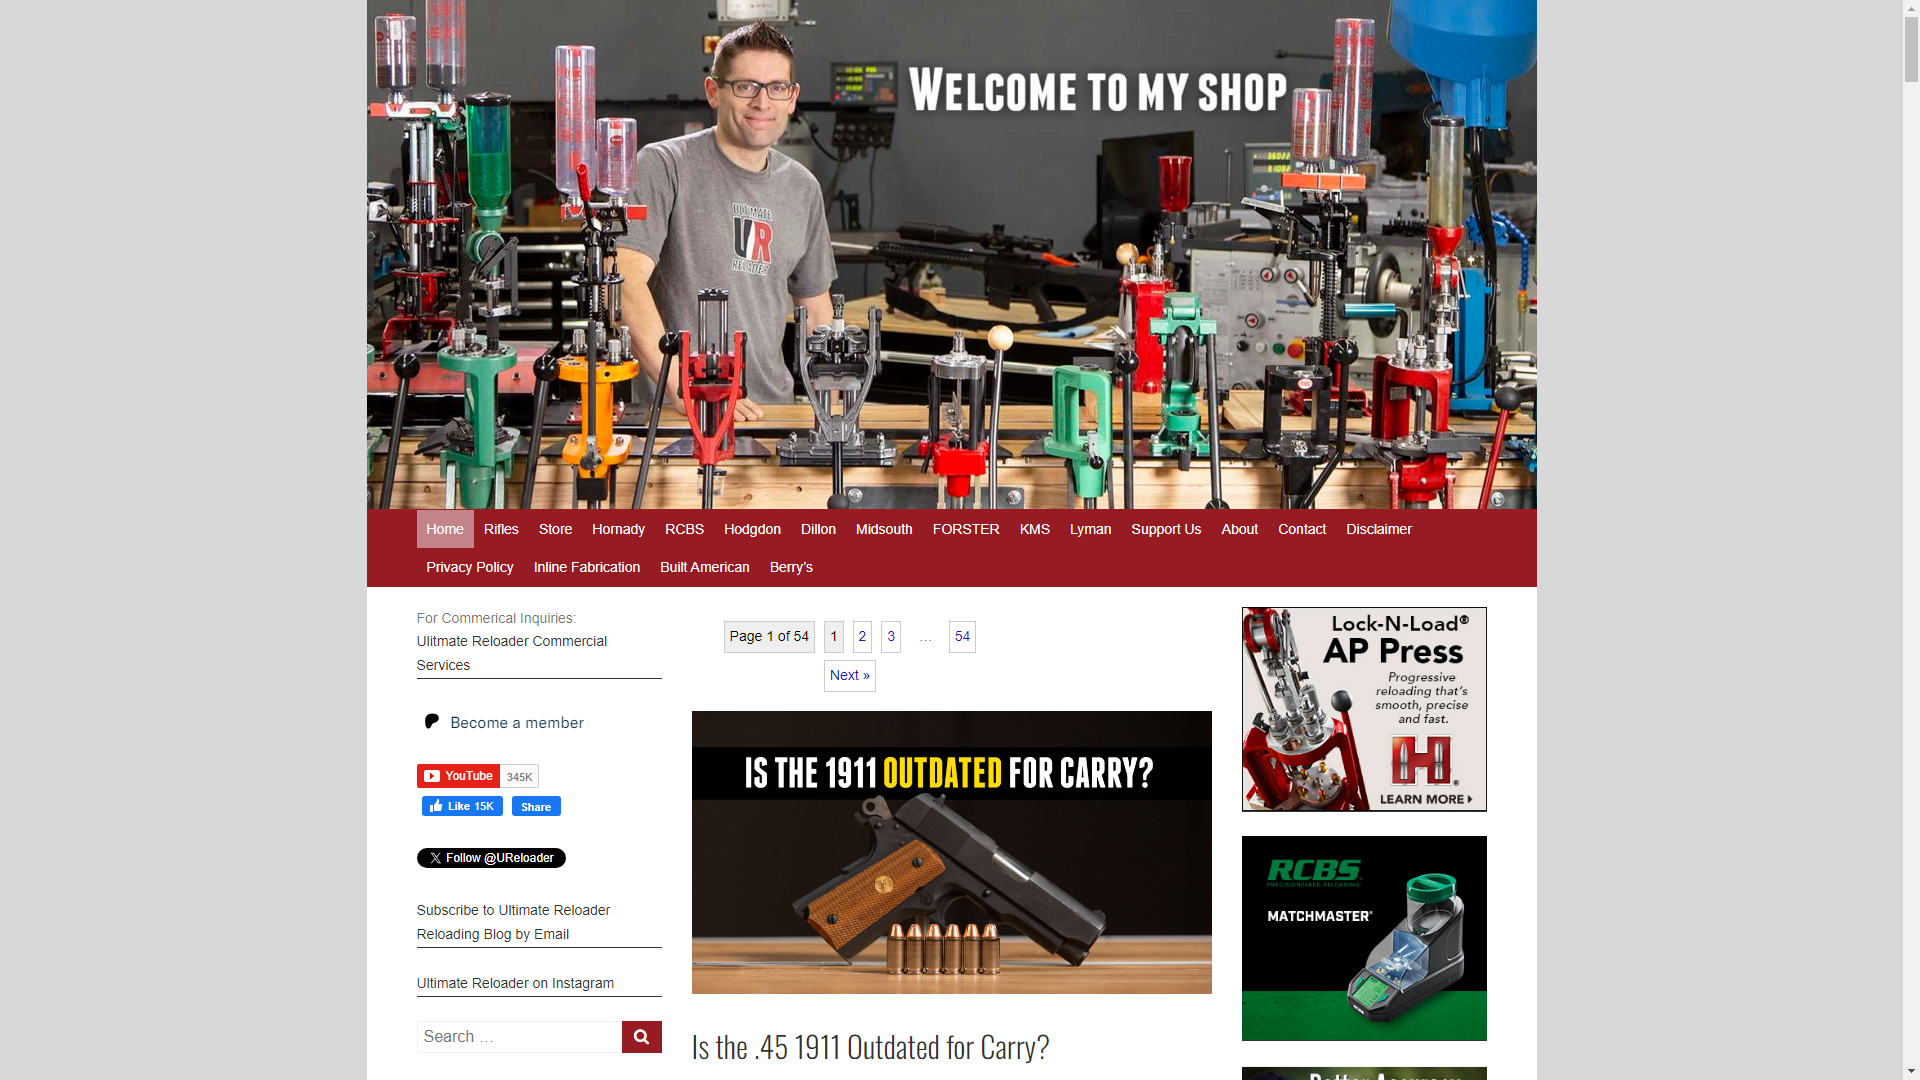 WELCOME TO MY SHOP
ULTIMATE
UR
RELOADER
Home Rifles Store Hornady RCBS Hodgdon Dillon Midsouth FORSTER KMS Lyman Support Us About Contact Disclaimer
Privacy Policy Inline Fabrication Built American Berry’s
For Commerical Inquiries:
Ulitmate Reloader Commercial
Services
Become a member
YouTube 345K
Like 15K Share
Follow @UReloader
Subscribe to Ultimate Reloader
Reloading Blog by Email
Ultimate Reloader on Instagram
Search …
Page 1 of 54 1 2 3 … 54
Next »
IS THE 1911 OUTDATED FOR CARRY?
Is the .45 1911 Outdated for Carry?
Lock-N-Load®
AP Press
Progressive
reloading that’s
smooth, precise
and fast.
H®
LEARN MORE
RCBS
PRECISIONEERED RELOADING
MATCHMASTER®
Better Accuracy